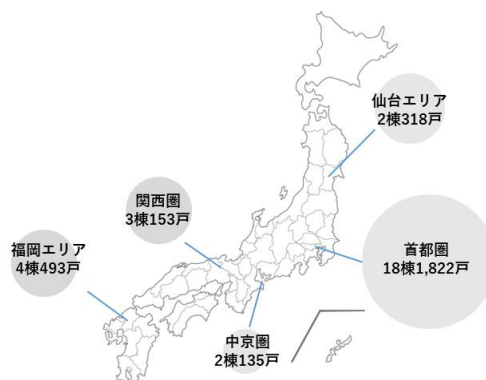 仙台エリア
2棟318戸
関西圏
3棟153戸
福岡エリア
4棟493戸
首都圏
18棟1,822戸
中京圏
2棟135戸